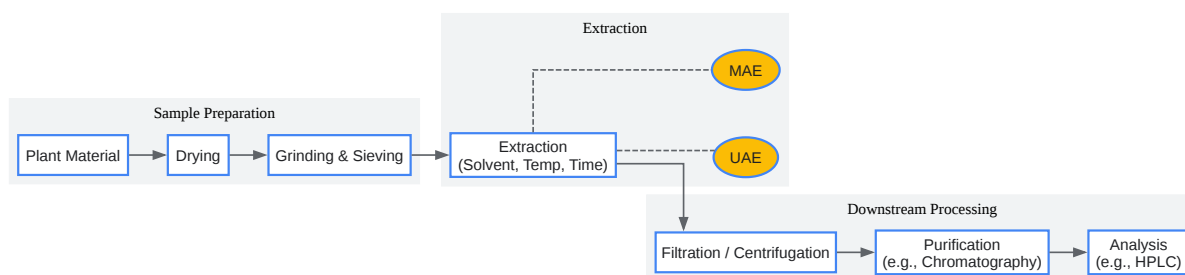 Extraction
MAE
Sample Preparation
Plant Material
Drying
Grinding & Sieving
Extraction
(Solvent, Temp, Time)
UAE
Downstream Processing
Filtration / Centrifugation
Purification
(e.g., Chromatography)
Analysis
(e.g., HPLC)